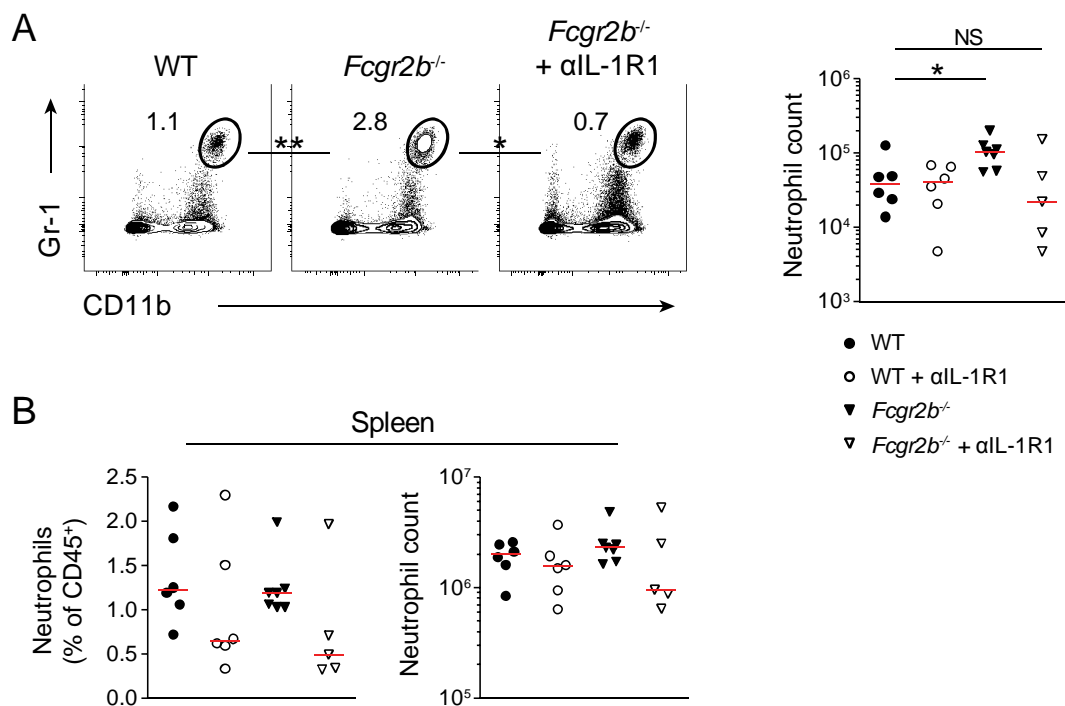 A
WT
Fcgr2b-/-
Fcgr2b-/-
+ αIL-1R1
1.1
**
2.8
*
0.7
Gr-1
CD11b
NS
*
Neutrophil count
10⁶
10⁵
10⁴
10³
WT
WT + αIL-1R1
Fcgr2b-/-
Fcgr2b-/- + αIL-1R1
B
Spleen
Neutrophils
(% of CD45⁺)
2.5
2.0
1.5
1.0
0.5
0.0
Neutrophil count
10⁷
10⁶
10⁵